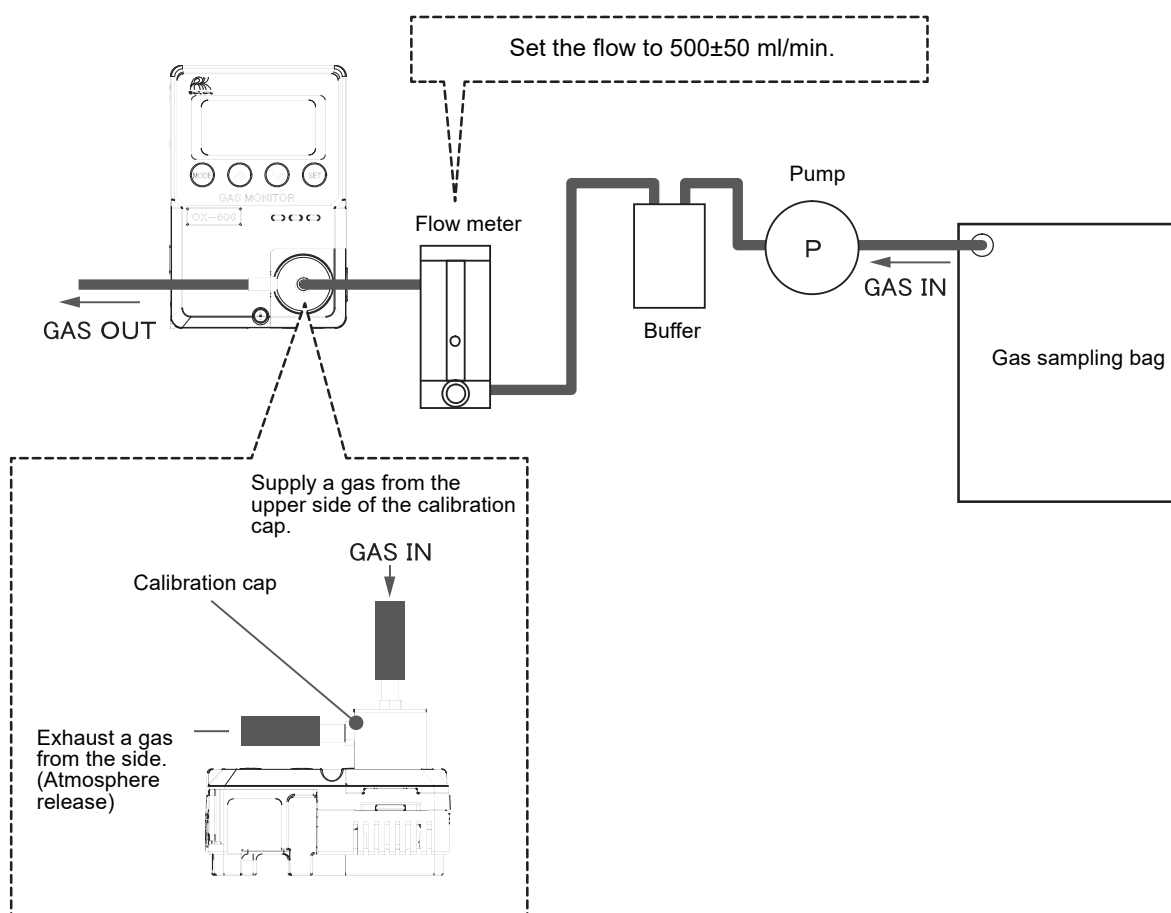 Set the flow to 500±50 ml/min.
MODE
SET
GAS MONITOR
OX-600
Flow meter
Pump
P
GAS IN
GAS OUT
Buffer
Gas sampling bag
Supply a gas from the
upper side of the calibration
cap.
GAS IN
Calibration cap
Exhaust a gas
from the side.
(Atmosphere
release)